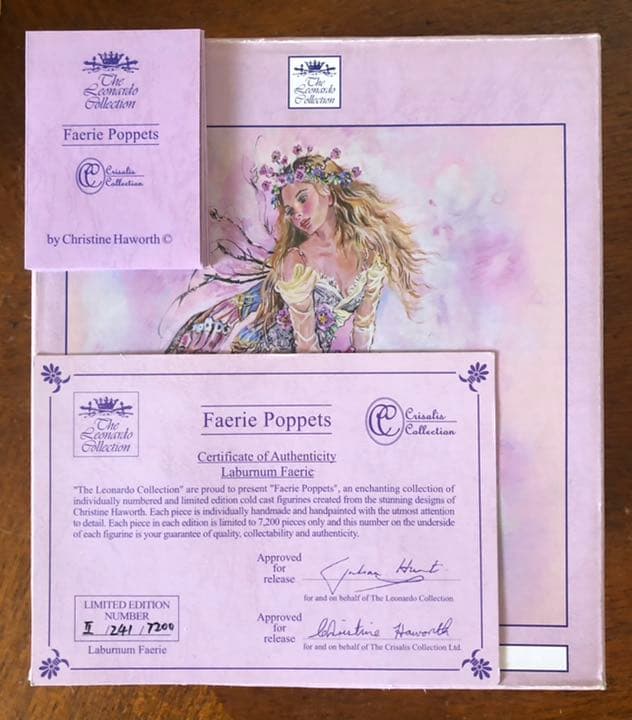 The
Leonardo
Collection
Faerie Poppets
Crisalis
Collection
by Christine Haworth ©
The
Leonardo
Collection
The
Leonardo
Collection
Faerie Poppets
Crisalis
Collection
Certificate of Authenticity
Laburnum Faerie
"The Leonardo Collection" are proud to present "Faerie Poppets", an enchanting collection of
individually numbered and limited edition cold cast figurines created from the stunning designs of
Christine Haworth. Each piece is individually handmade and handpainted with the utmost attention
to detail. Each piece in each edition is limited to 7,200 pieces only and this number on the underside
of each figurine is your guarantee of quality, collectability and authenticity.
Approved
for
release
for and on behalf of The Leonardo Collection
LIMITED EDITION
NUMBER
II /241 /7200
Laburnum Faerie
Approved
for
release
Christine Haworth
for and on behalf of The Crisalis Collection Ltd.